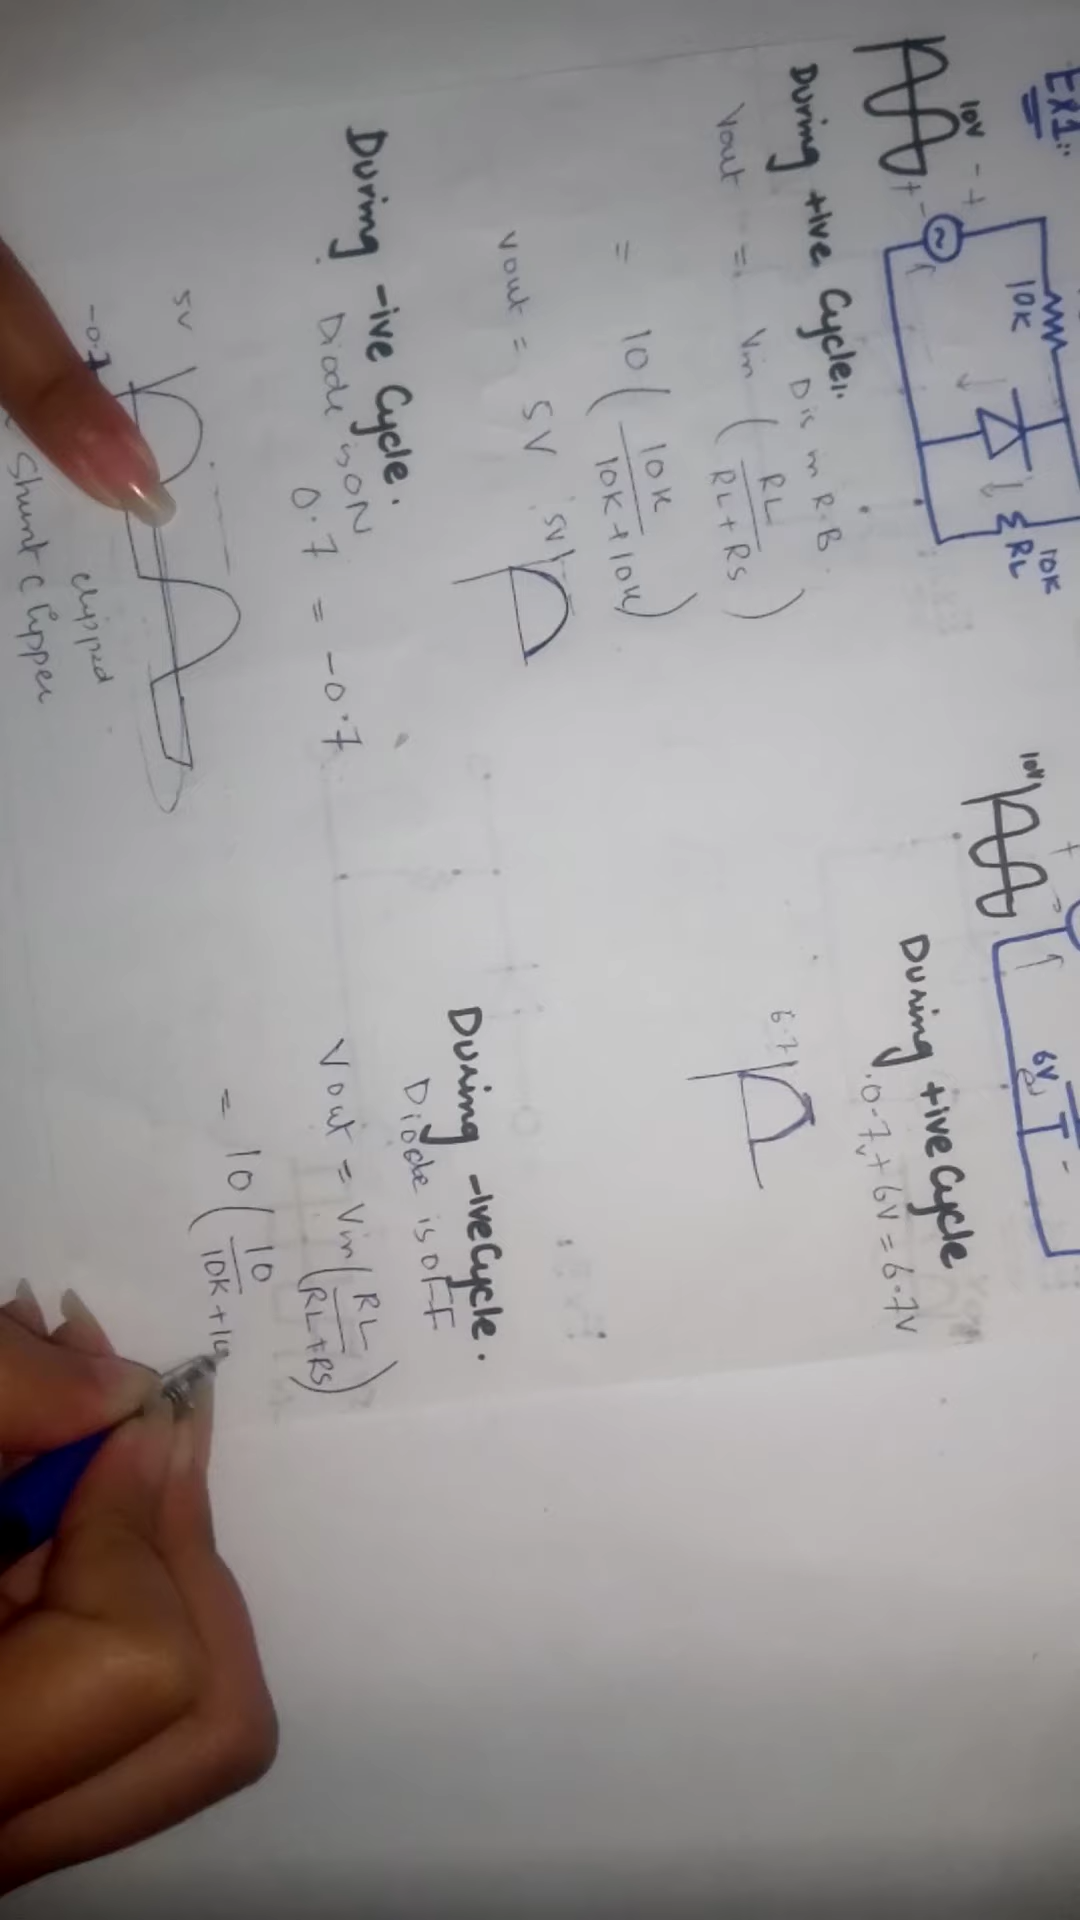 Ex1:-
10V
- +
+ -
10K
10K
RL
During +ive Cycle:-
D is in R.B
Vout = Vin (RL / RL + RS)
= 10 (10K / 10K + 10K)
Vout = 5V
5V
During -ive Cycle.
Diode is ON
0.7 = -0.7
5V
-0.7
clipped
Shunt Clipper
10V
+
6V
-
During +ive Cycle
0.7v + 6V = 6.7V
6.7
During -ive Cycle.
Diode is OFF
Vout = Vin (RL / RL + RS)
= 10 (10 / 10K + 10